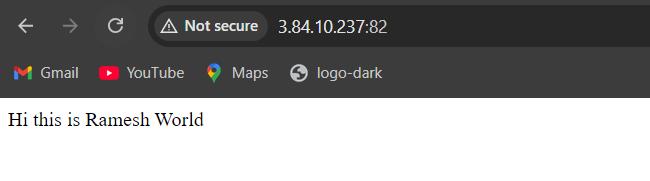 Not secure 3.84.10.237:82
Gmail YouTube Maps logo-dark
Hi this is Ramesh World